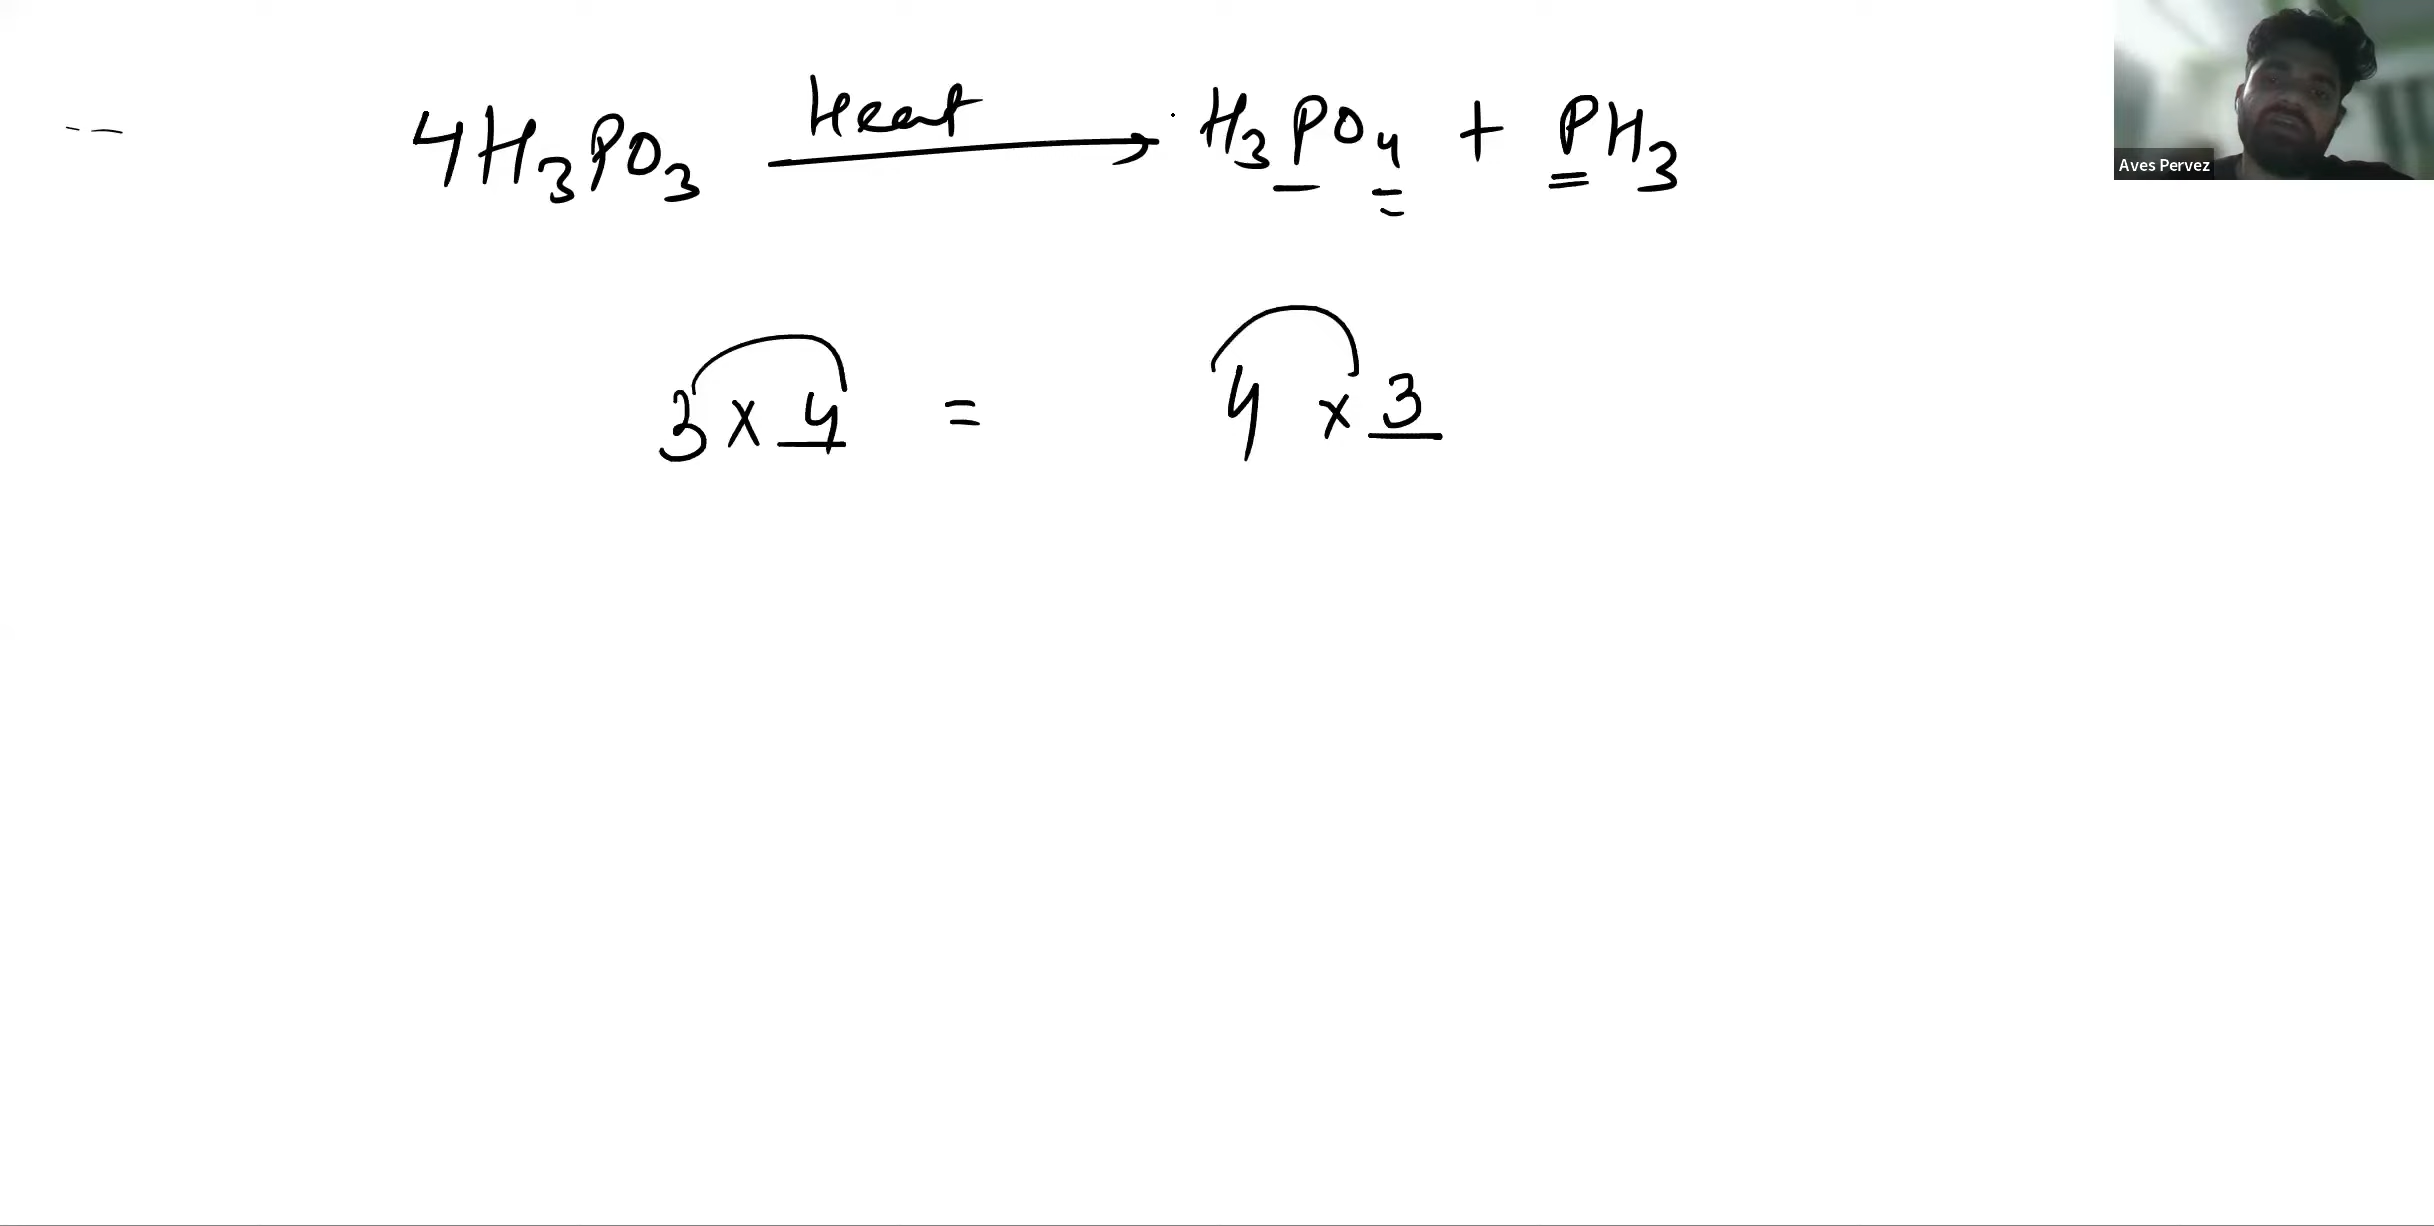 4H₃PO₃ Heat → H₃PO₄ + PH₃
Aves Pervez
3 x 4 = 4 x 3